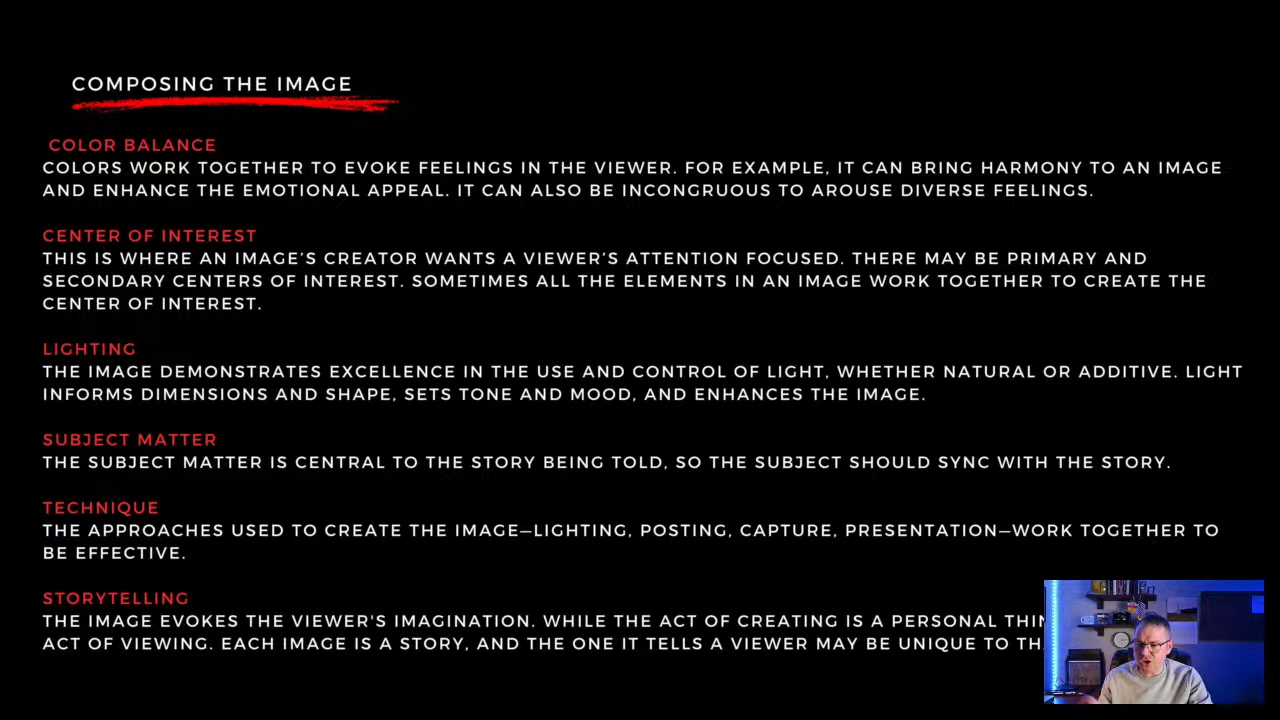 COMPOSING THE IMAGE
COLOR BALANCE
COLORS WORK TOGETHER TO EVOKE FEELINGS IN THE VIEWER. FOR EXAMPLE, IT CAN BRING HARMONY TO AN IMAGE
AND ENHANCE THE EMOTIONAL APPEAL. IT CAN ALSO BE INCONGRUOUS TO AROUSE DIVERSE FEELINGS.
CENTER OF INTEREST
THIS IS WHERE AN IMAGE'S CREATOR WANTS A VIEWER'S ATTENTION FOCUSED. THERE MAY BE PRIMARY AND
SECONDARY CENTERS OF INTEREST. SOMETIMES ALL THE ELEMENTS IN AN IMAGE WORK TOGETHER TO CREATE THE
CENTER OF INTEREST.
LIGHTING
THE IMAGE DEMONSTRATES EXCELLENCE IN THE USE AND CONTROL OF LIGHT, WHETHER NATURAL OR ADDITIVE. LIGHT
INFORMS DIMENSIONS AND SHAPE, SETS TONE AND MOOD, AND ENHANCES THE IMAGE.
SUBJECT MATTER
THE SUBJECT MATTER IS CENTRAL TO THE STORY BEING TOLD, SO THE SUBJECT SHOULD SYNC WITH THE STORY.
TECHNIQUE
THE APPROACHES USED TO CREATE THE IMAGE—LIGHTING, POSTING, CAPTURE, PRESENTATION—WORK TOGETHER TO
BE EFFECTIVE.
STORYTELLING
THE IMAGE EVOKES THE VIEWER'S IMAGINATION. WHILE THE ACT OF CREATING IS A PERSONAL
ACT OF VIEWING. EACH IMAGE IS A STORY, AND THE ONE IT TELLS A VIEWER MAY BE UNIQUE TO